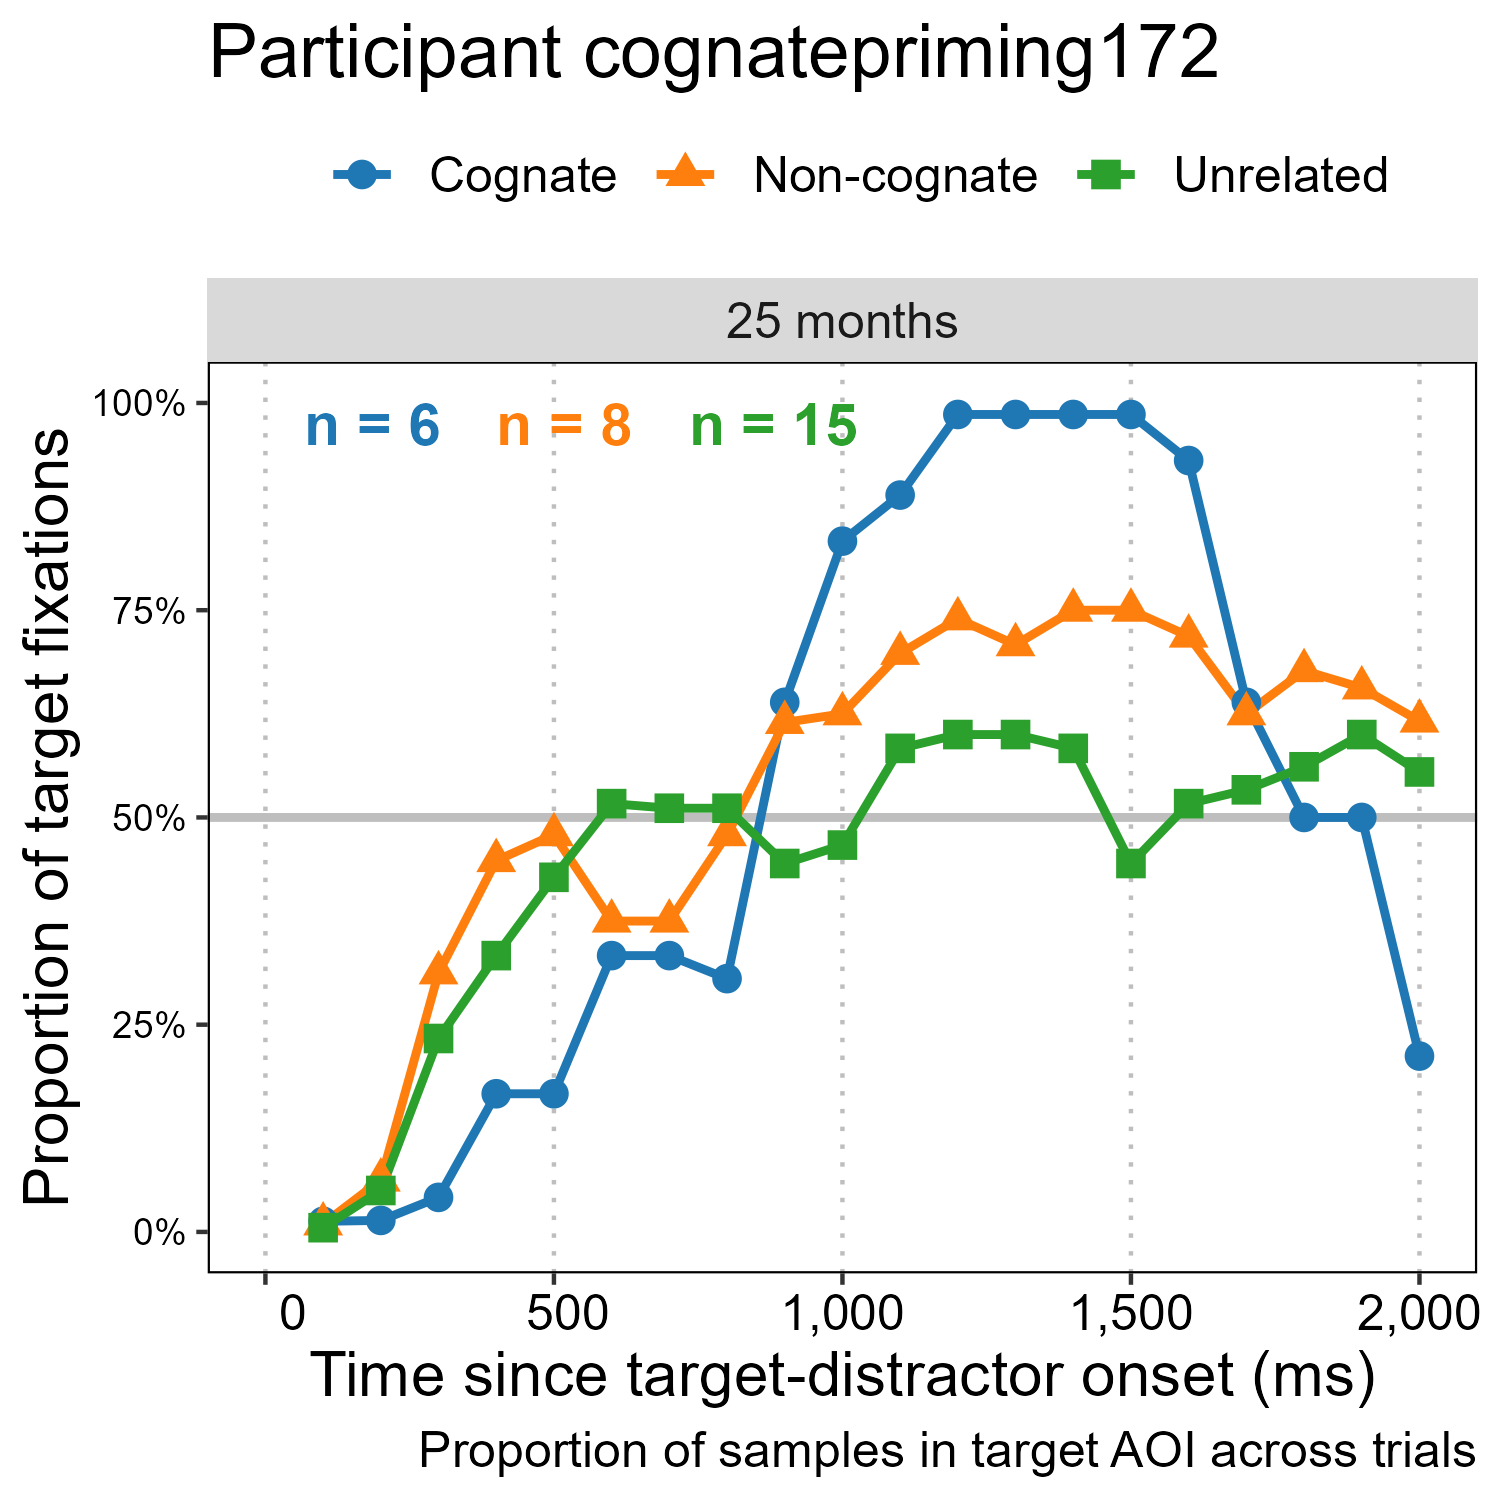 Participant cognatepriming172
Cognate Non-cognate Unrelated
25 months
n = 6 n = 8 n = 15
100%
75%
50%
25%
0%
Proportion of target fixations
0 500 1,000 1,500 2,000
Time since target-distractor onset (ms)
Proportion of samples in target AOI across trials